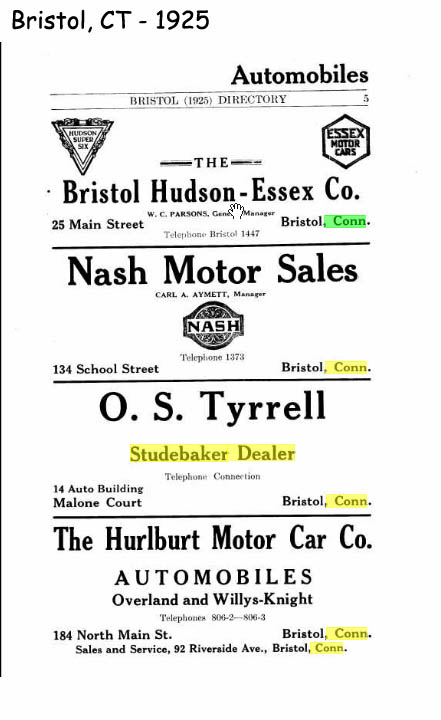 Bristol, CT - 1925
Automobiles
BRISTOL (1925) DIRECTORY 5
HUDSON SUPER SIX
ESSEX MOTOR CARS
THE
Bristol Hudson-Essex Co.
W. C. PARSONS, Manager
25 Main Street Bristol, Conn.
Telephone Bristol 1447
Nash Motor Sales
CARL A. AYMETT, Manager
NASH
Telephone 1373
134 School Street Bristol, Conn.
O. S. Tyrrell
Studebaker Dealer
Telephone Connection
14 Auto Building
Malone Court Bristol, Conn.
The Hurlburt Motor Car Co.
AUTOMOBILES
Overland and Willys-Knight
Telephones 806-2—806-3
184 North Main St. Bristol, Conn.
Sales and Service, 92 Riverside Ave., Bristol, Conn.